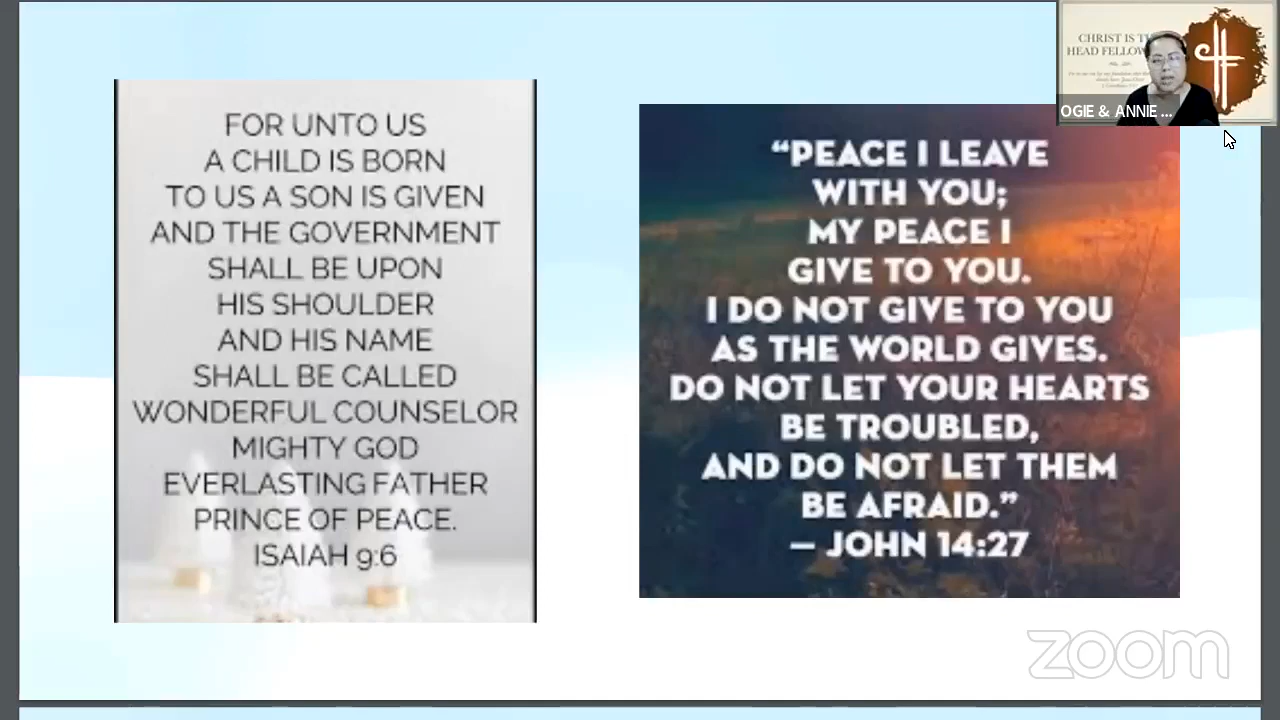 FOR UNTO US
A CHILD IS BORN
TO US A SON IS GIVEN
AND THE GOVERNMENT
SHALL BE UPON
HIS SHOULDER
AND HIS NAME
SHALL BE CALLED
WONDERFUL COUNSELOR
MIGHTY GOD
EVERLASTING FATHER
PRINCE OF PEACE.
ISAIAH 9:6
“PEACE I LEAVE
WITH YOU;
MY PEACE I
GIVE TO YOU.
I DO NOT GIVE TO YOU
AS THE WORLD GIVES.
DO NOT LET YOUR HEARTS
BE TROUBLED,
AND DO NOT LET THEM
BE AFRAID.”
— JOHN 14:27
CHRIST IS
HEAD
OGIE & ANNIE ...
zoom